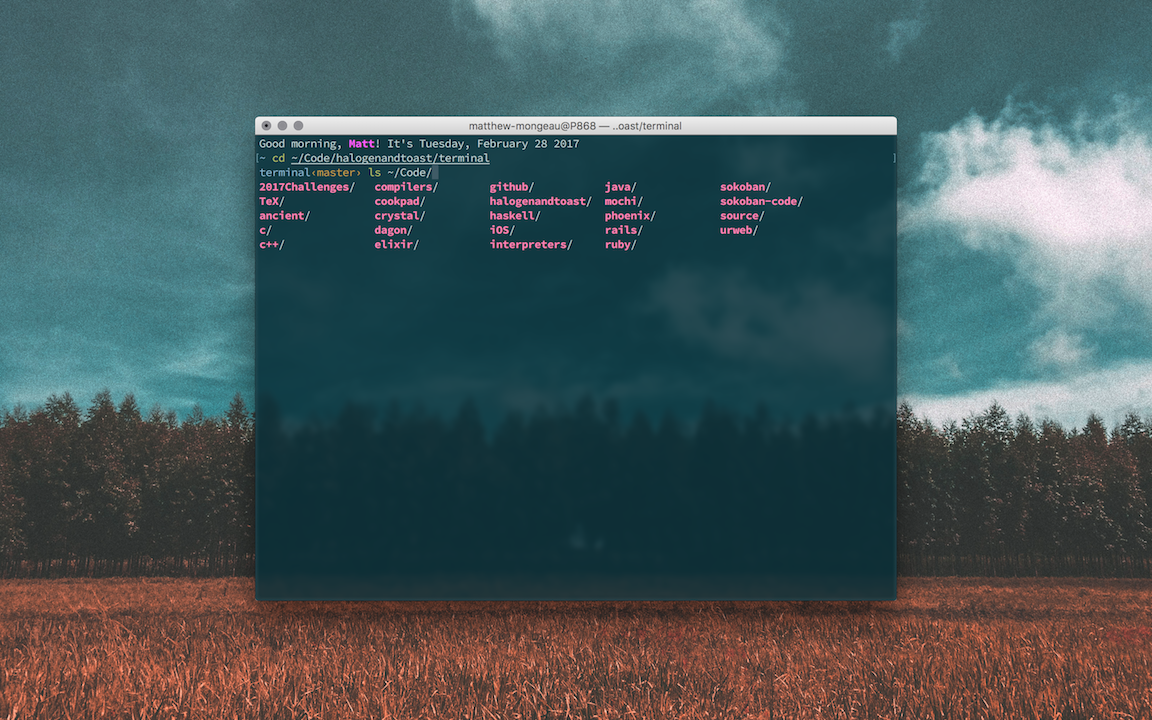 matthew-mongeau@P868 — ..oast/terminal
Good morning, Matt! It's Tuesday, February 28 2017
[~ cd ~/Code/halogenandtoast/terminal ]
terminal‹master› ls ~/Code/
2017Challenges/ compilers/ github/ java/ sokoban/
TeX/ cookpad/ halogenandtoast/ mochi/ sokoban-code/
ancient/ crystal/ haskell/ phoenix/ source/
c/ dagon/ iOS/ rails/ urweb/
c++/ elixir/ interpreters/ ruby/